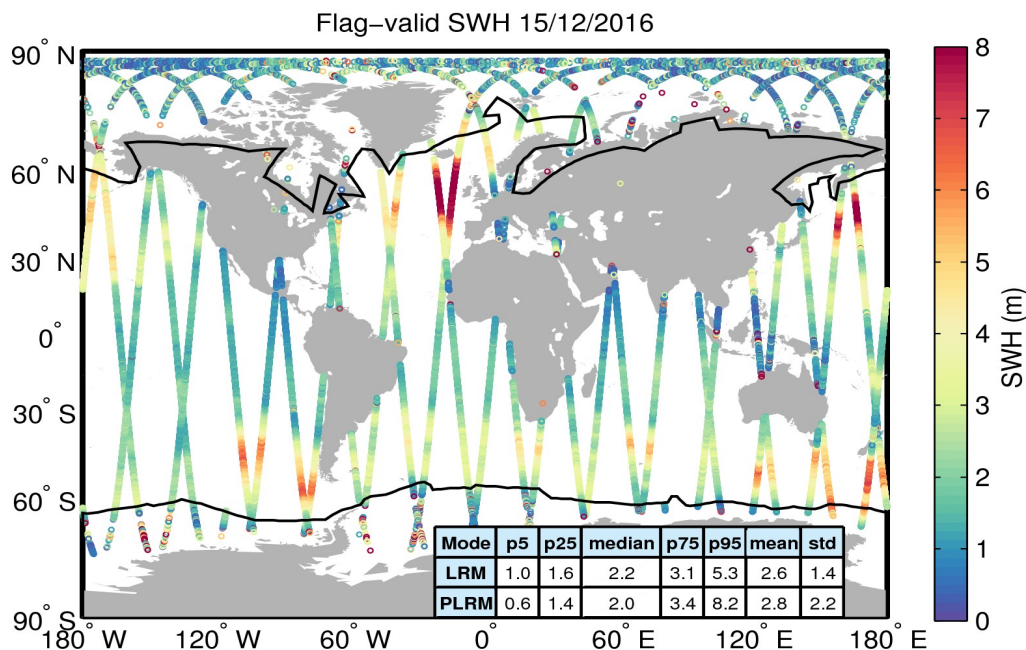 Flag−valid SWH 15/12/2016
90° N
60° N
30° N
0°
30° S
60° S
90° S
180° W
120° W
60° W
0°
60° E
120° E
180° E
8
7
6
5
4
3
2
1
0
SWH (m)
Mode p5 p25 median p75 p95 mean std
LRM 1.0 1.6 2.2 3.1 5.3 2.6 1.4
PLRM 0.6 1.4 2.0 3.4 8.2 2.8 2.2